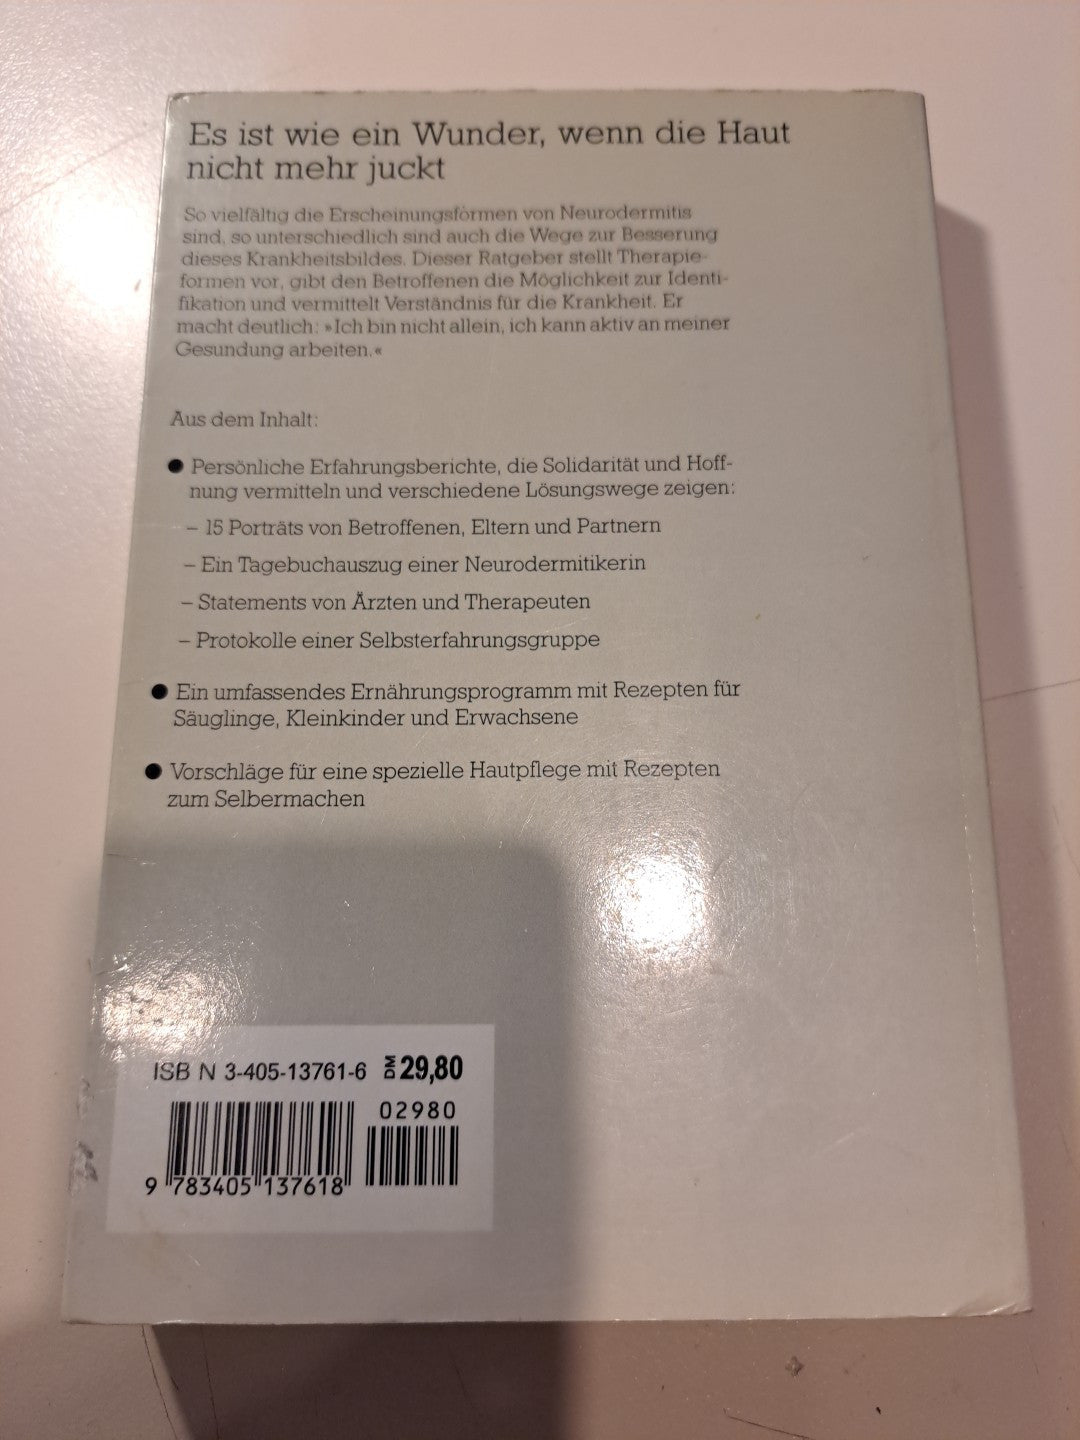 Es ist wie ein Wunder, wenn die Haut
nicht mehr juckt
So vielfältig die Erscheinungsformen von Neurodermitis
sind, so unterschiedlich sind auch die Wege zur Besserung
dieses Krankheitsbildes. Dieser Ratgeber stellt Therapie-
formen vor, gibt den Betroffenen die Möglichkeit zur Identi-
fikation und vermittelt Verständnis für die Krankheit. Er
macht deutlich: »Ich bin nicht allein, ich kann aktiv an meiner
Gesundung arbeiten.«
Aus dem Inhalt:
● Persönliche Erfahrungsberichte, die Solidarität und Hoff-
nung vermitteln und verschiedene Lösungswege zeigen:
– 15 Porträts von Betroffenen, Eltern und Partnern
– Ein Tagebuchauszug einer Neurodermitikerin
– Statements von Ärzten und Therapeuten
– Protokolle einer Selbsterfahrungsgruppe
● Ein umfassendes Ernährungsprogramm mit Rezepten für
Säuglinge, Kleinkinder und Erwachsene
● Vorschläge für eine spezielle Hautpflege mit Rezepten
zum Selbermachen
ISBN 3-405-13761-6 DM 29,80
02980
9 783405 137618